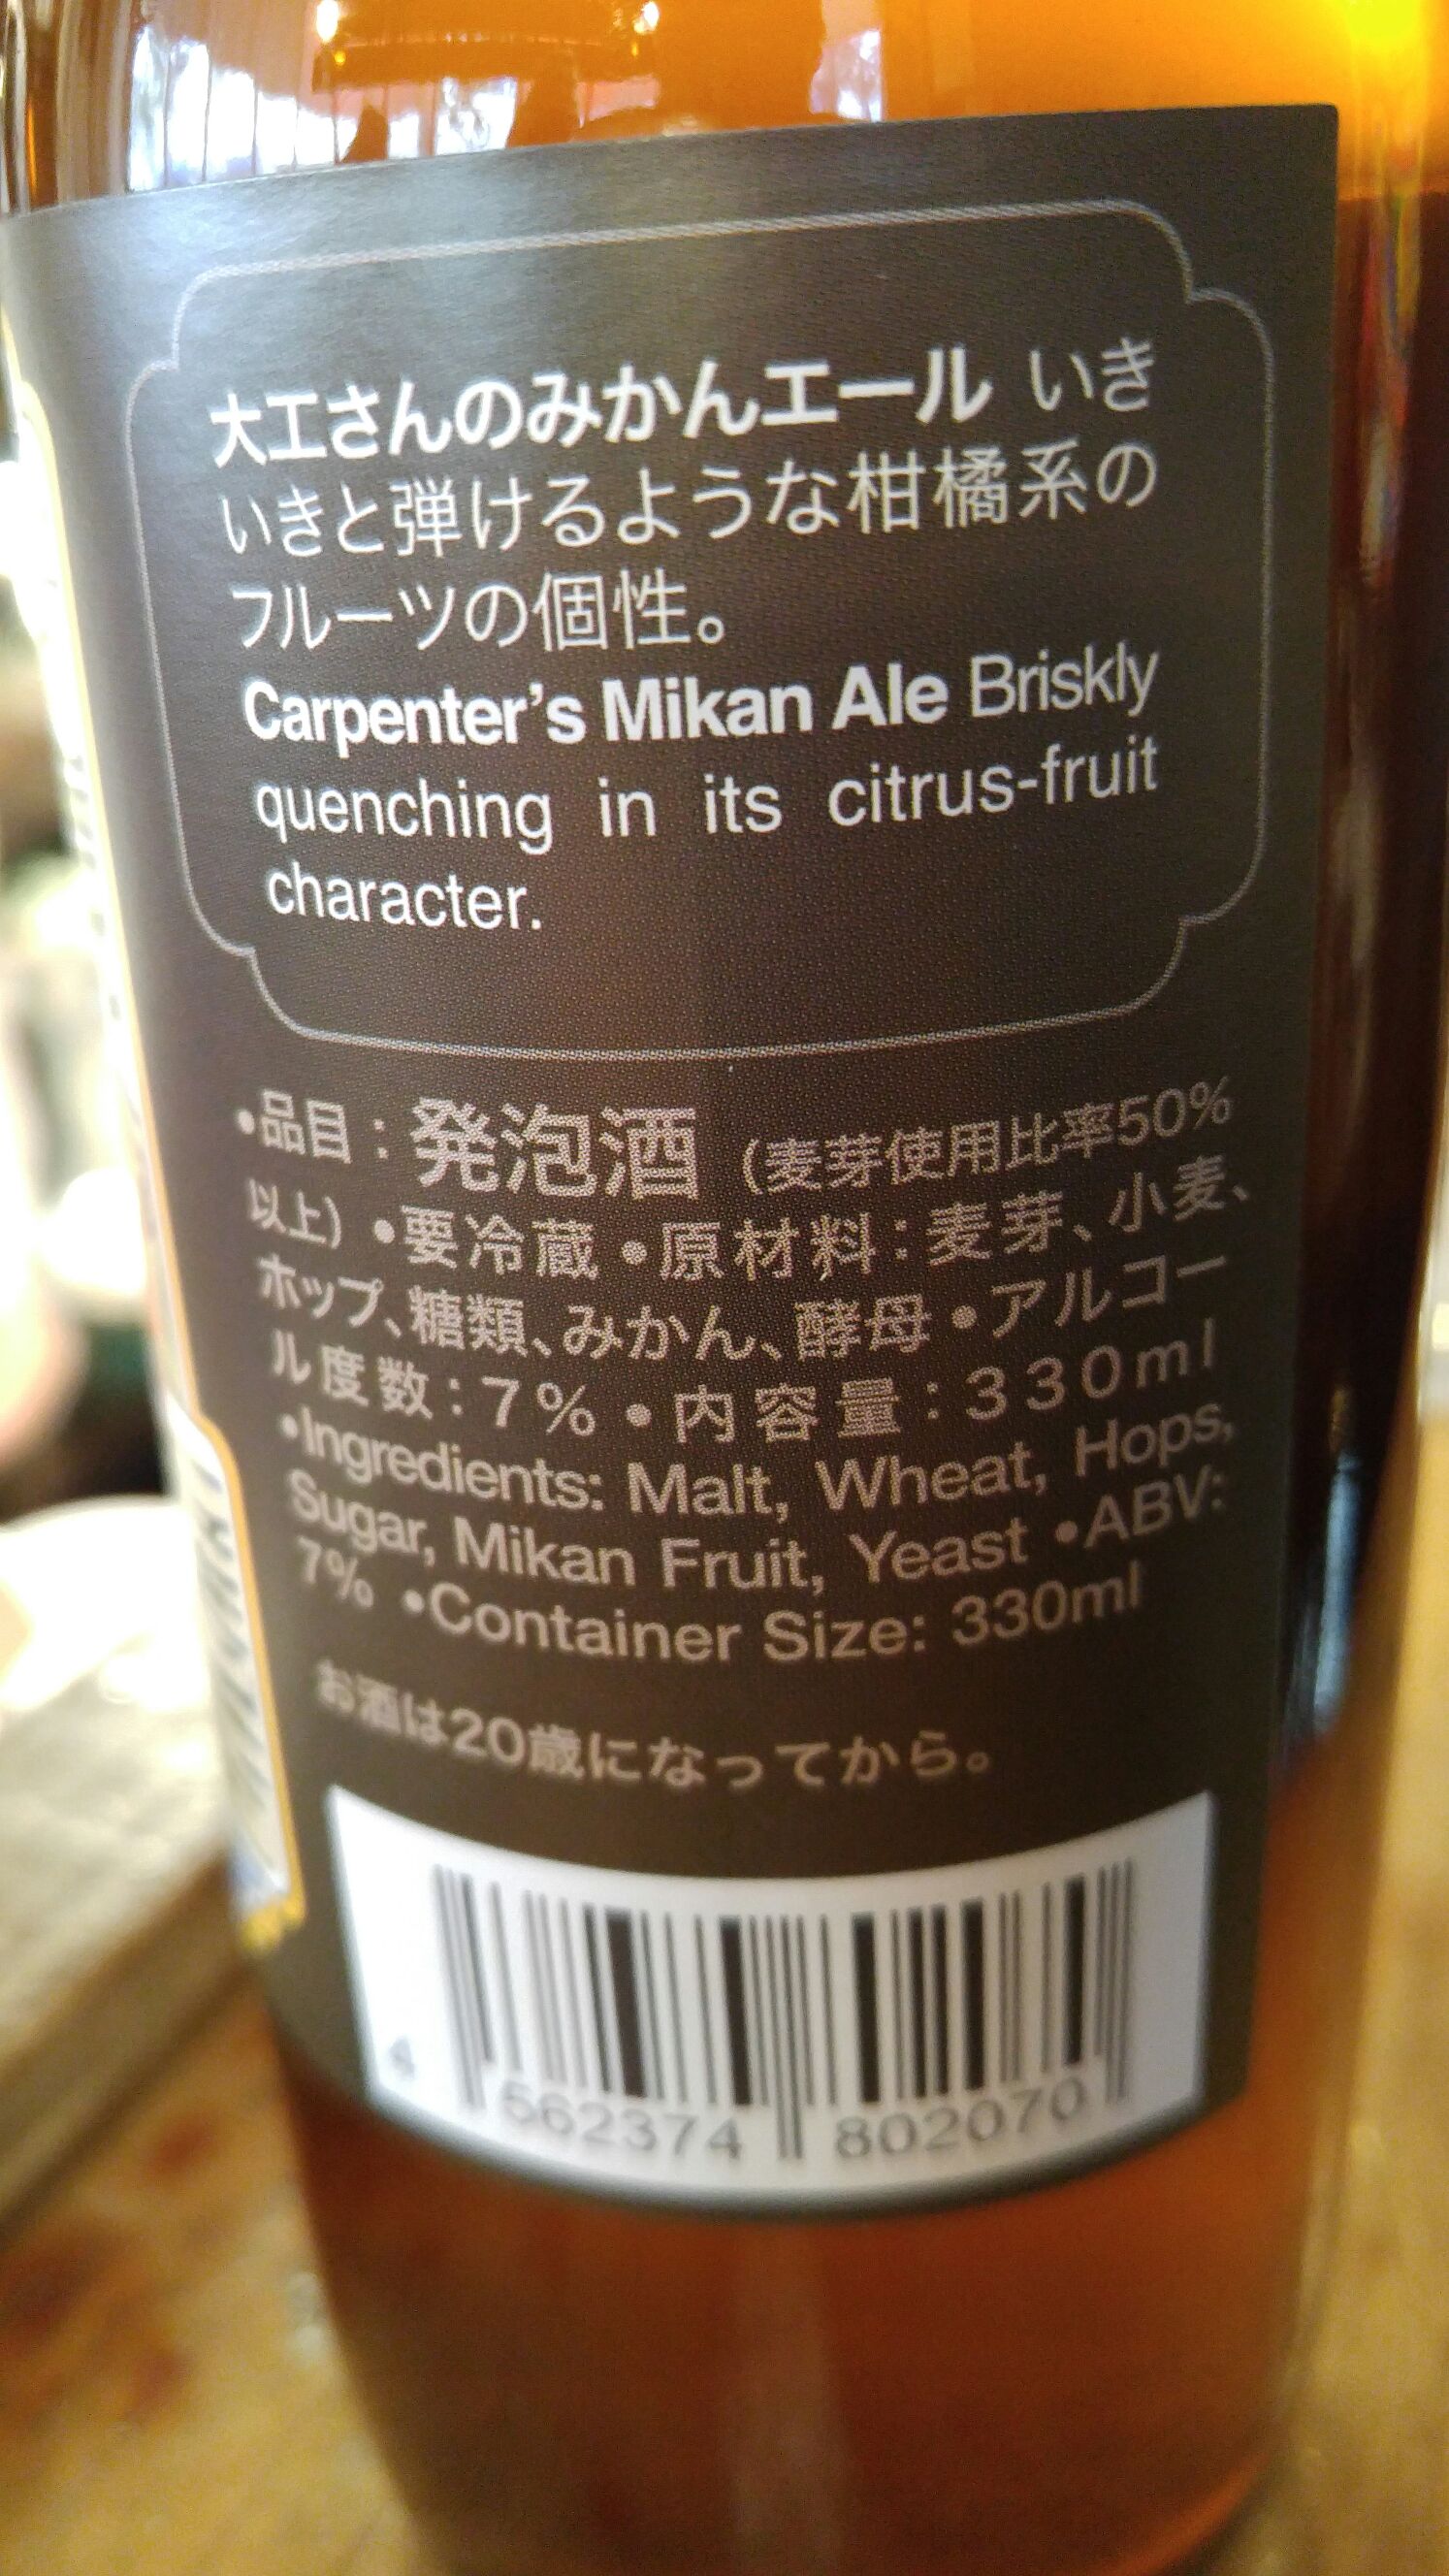 大工さんのみかんエール いき
いきと弾けるような柑橘系の
フルーツの個性。
Carpenter's Mikan Ale Briskly
quenching in its citrus-fruit
character.
•品目：発泡酒（麦芽使用比率50%
以上）•要冷蔵 •原材料：麦芽、小麦、
ホップ、糖類、みかん、酵母 •アルコー
ル度数：7% •内容量：330ml
•Ingredients: Malt, Wheat, Hops,
Sugar, Mikan Fruit, Yeast •ABV:
7% •Container Size: 330ml
お酒は20歳になってから。
4 562374 802070